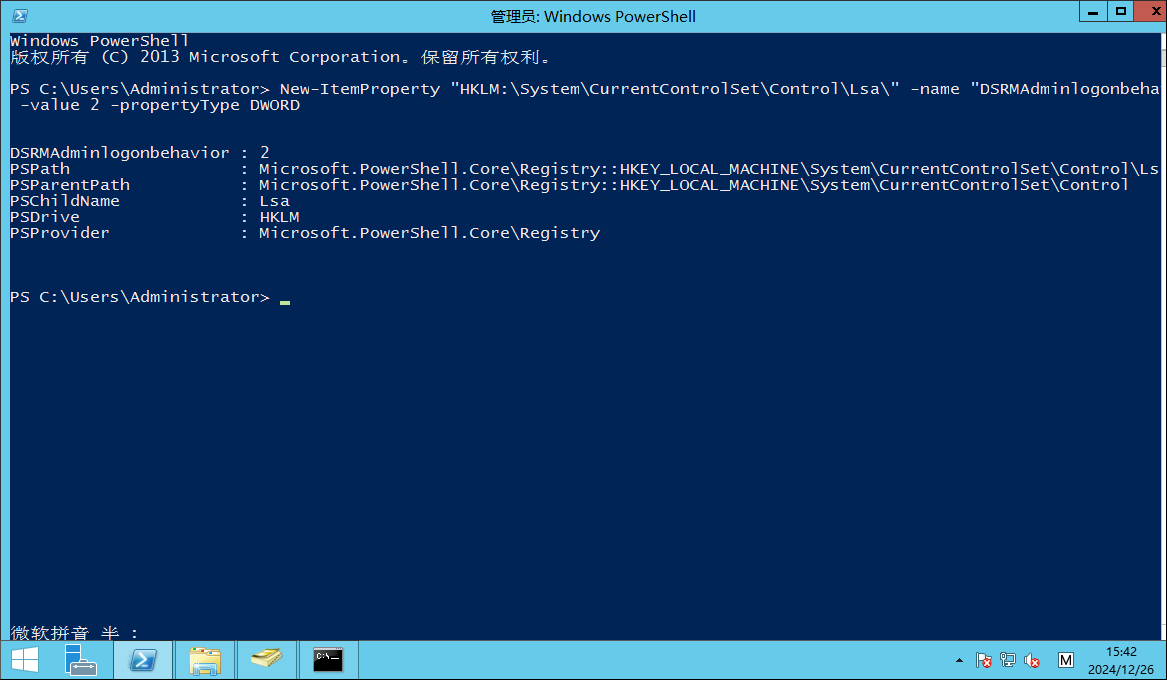 管理员: Windows PowerShell
Windows PowerShell
版权所有 (C) 2013 Microsoft Corporation。保留所有权利。
PS C:\Users\Administrator> New-ItemProperty "HKLM:\System\CurrentControlSet\Control\Lsa\" -name "DSRMAdminlogonbeha
-value 2 -propertyType DWORD
DSRMAdminlogonbehavior : 2
PSPath : Microsoft.PowerShell.Core\Registry::HKEY_LOCAL_MACHINE\System\CurrentControlSet\Control\Ls
PSParentPath : Microsoft.PowerShell.Core\Registry::HKEY_LOCAL_MACHINE\System\CurrentControlSet\Control
PSChildName : Lsa
PSDrive : HKLM
PSProvider : Microsoft.PowerShell.Core\Registry
PS C:\Users\Administrator>
微软拼音 半 :
C:\
M
15:42
2024/12/26